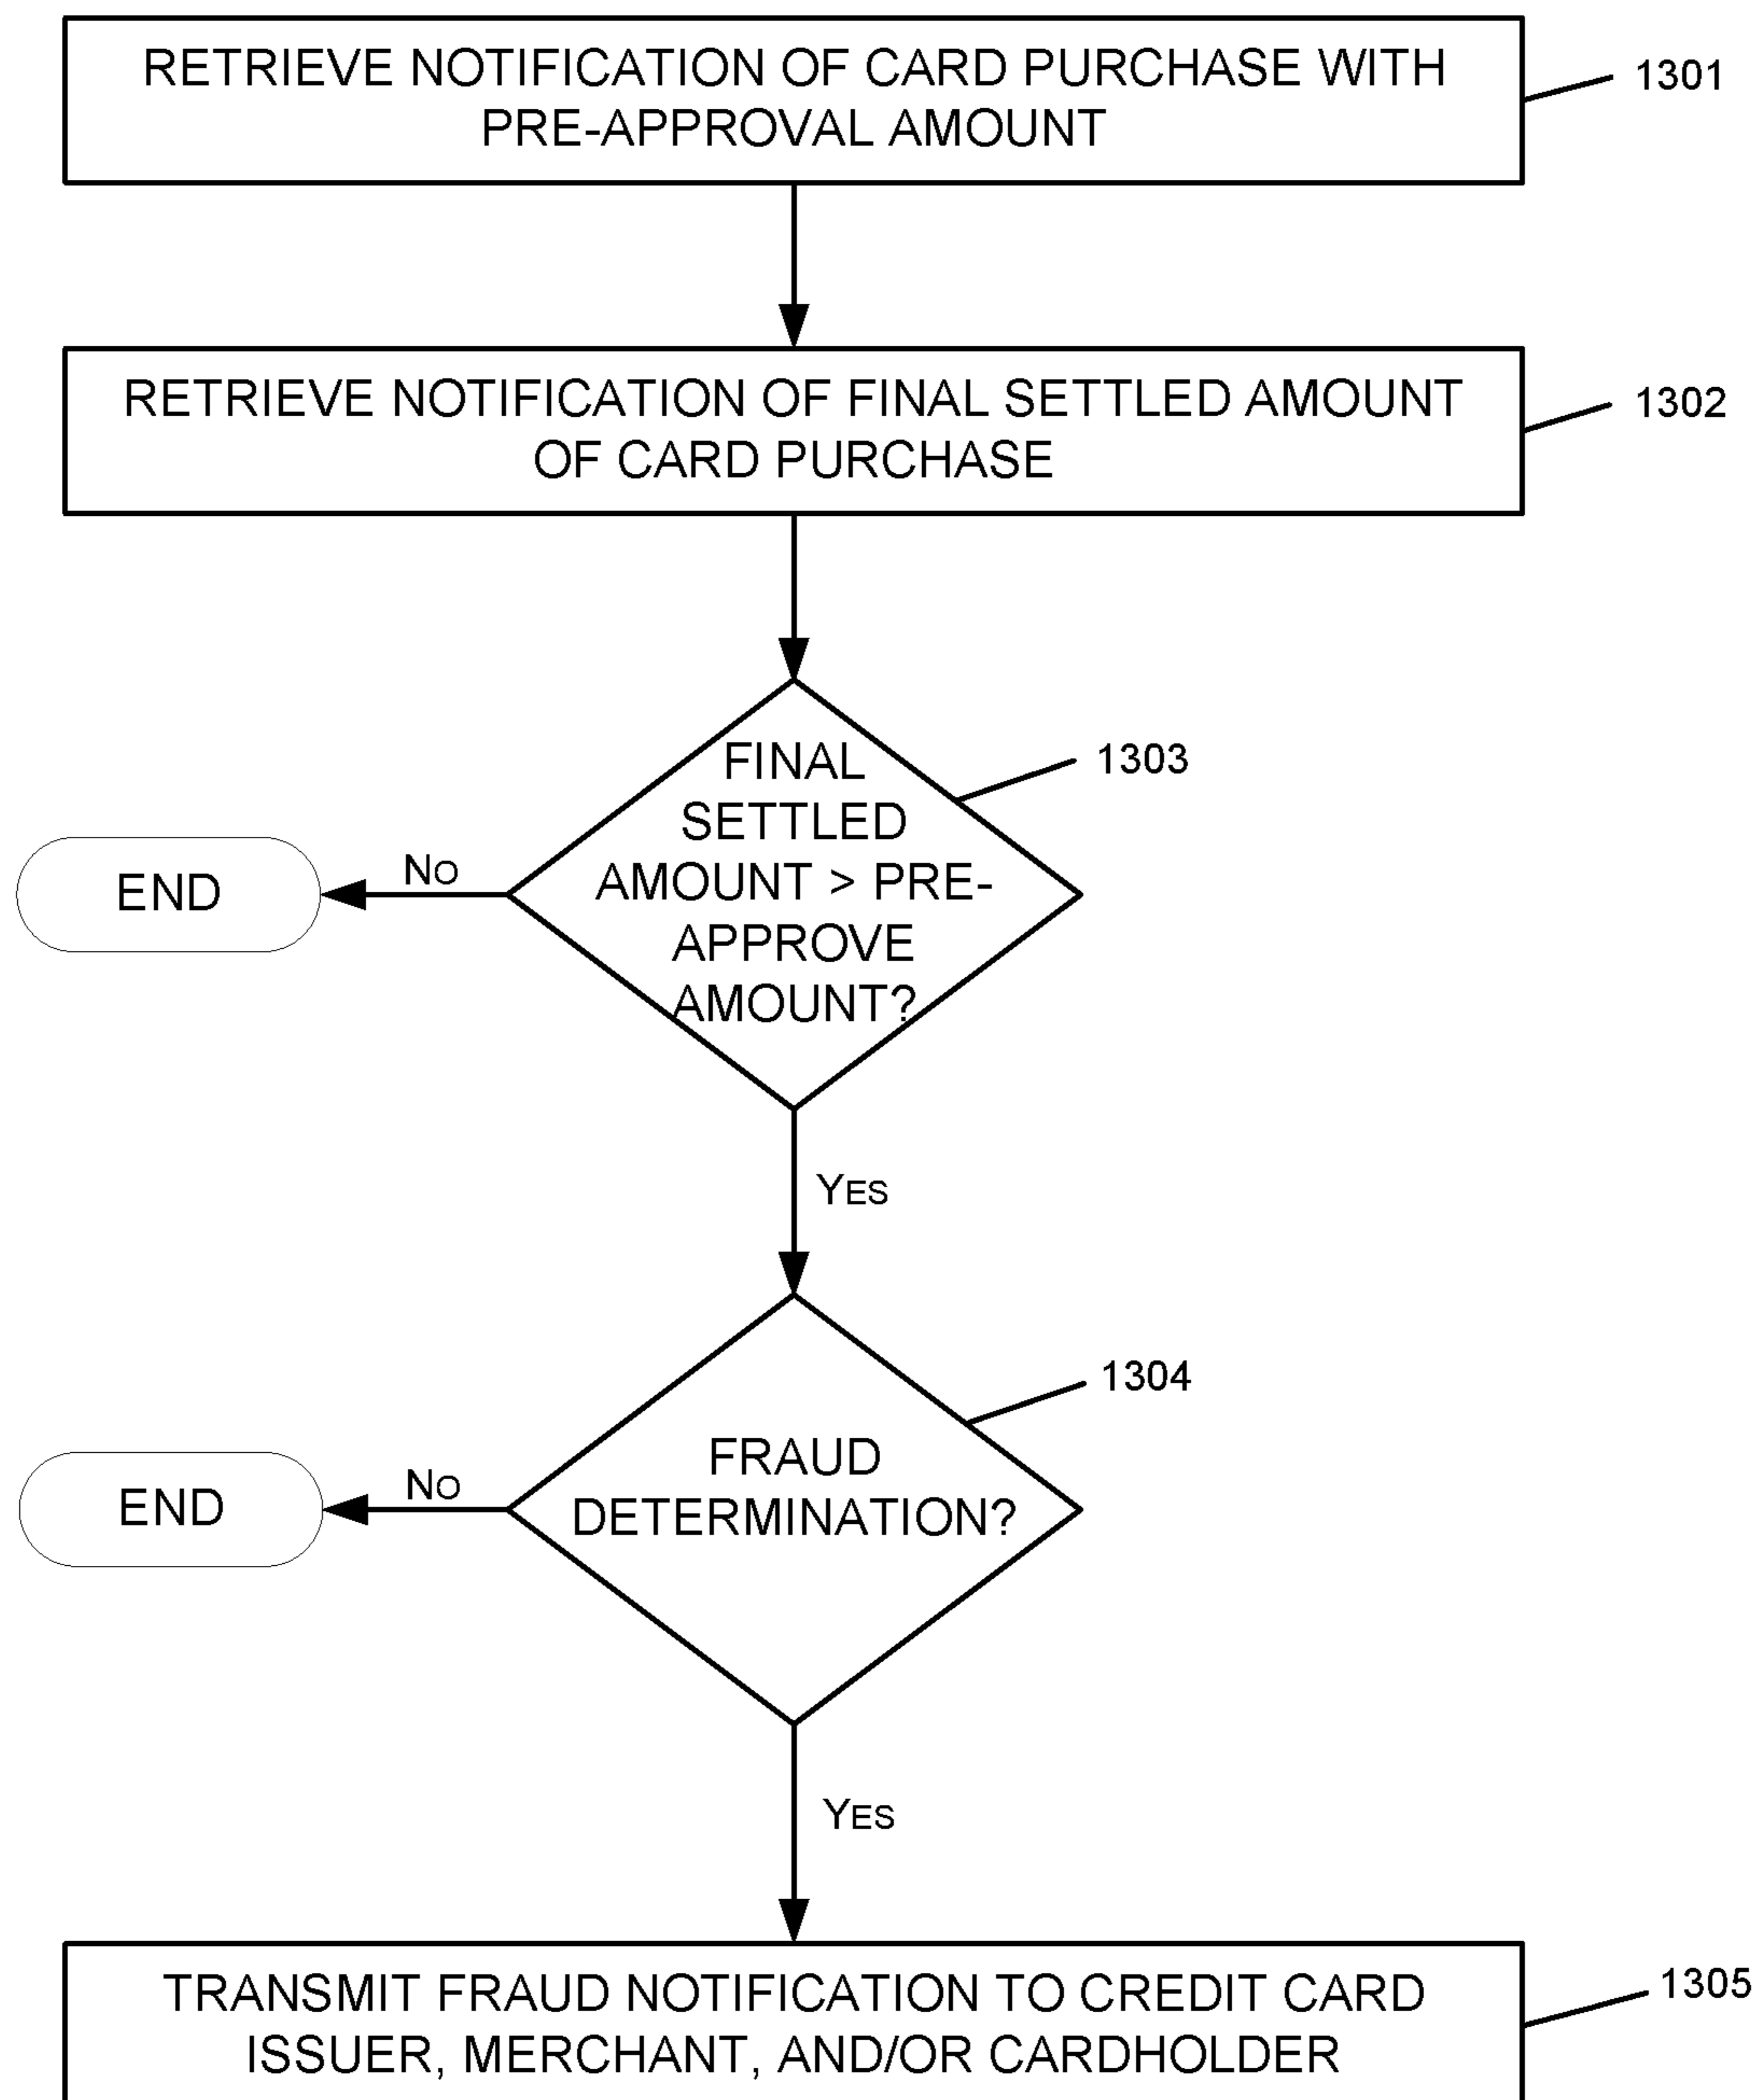 RETRIEVE NOTIFICATION OF CARD PURCHASE WITH
PRE-APPROVAL AMOUNT
1301
RETRIEVE NOTIFICATION OF FINAL SETTLED AMOUNT
OF CARD PURCHASE
1302
FINAL
SETTLED
AMOUNT > PRE-
APPROVE
AMOUNT?
1303
NO
END
YES
FRAUD
DETERMINATION?
1304
NO
END
YES
TRANSMIT FRAUD NOTIFICATION TO CREDIT CARD
ISSUER, MERCHANT, AND/OR CARDHOLDER
1305